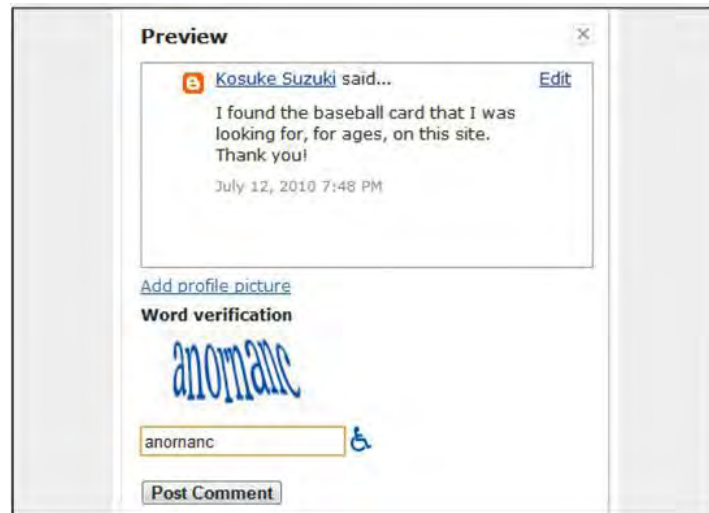 Preview
Kosuke Suzuki said... Edit
I found the baseball card that I was
looking for, for ages, on this site.
Thank you!
July 12, 2010 7:48 PM
Add profile picture
Word verification
anornanc
anornanc
Post Comment